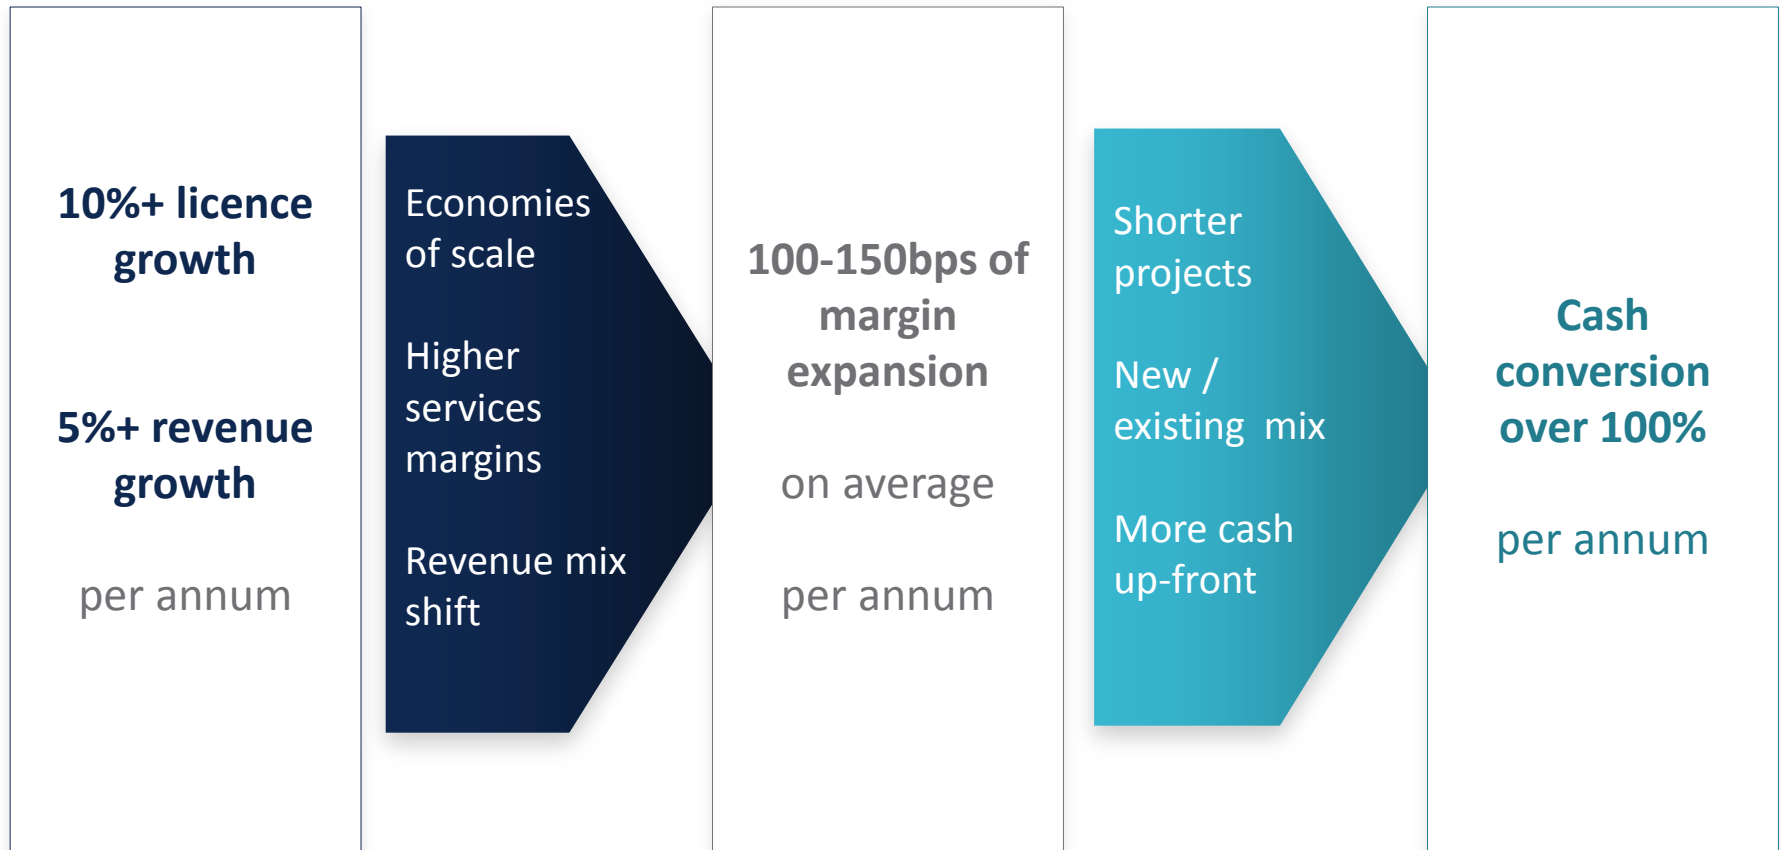 10%+ licence
growth
5%+ revenue
growth
per annum
Economies
of scale
Higher
services
margins
Revenue mix
shift
100-150bps of
margin
expansion
on average
per annum
Shorter
projects
New /
existing  mix
More cash
up-front
Cash
conversion
over 100%
per annum